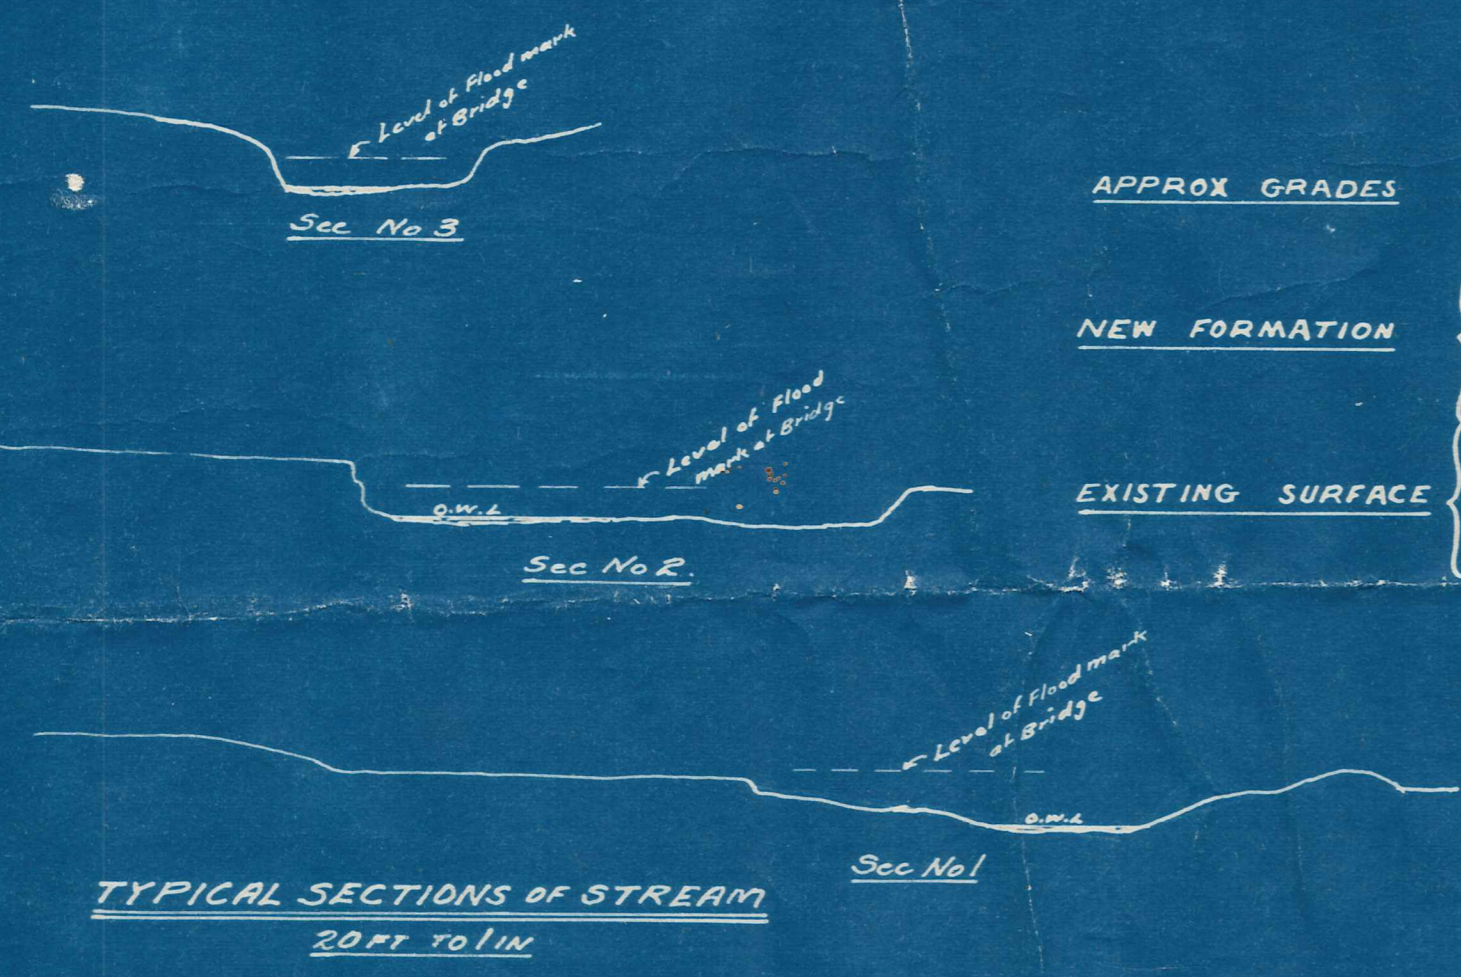 Level of Flood mark
at Bridge
Sec No 3
APPROX GRADES
NEW FORMATION
Level of Flood
mark at Bridge
O.W.L
EXISTING SURFACE
Sec No 2.
Level of Flood mark
at Bridge
O.W.L
Sec No 1
TYPICAL SECTIONS OF STREAM
20 FT TO 1 IN